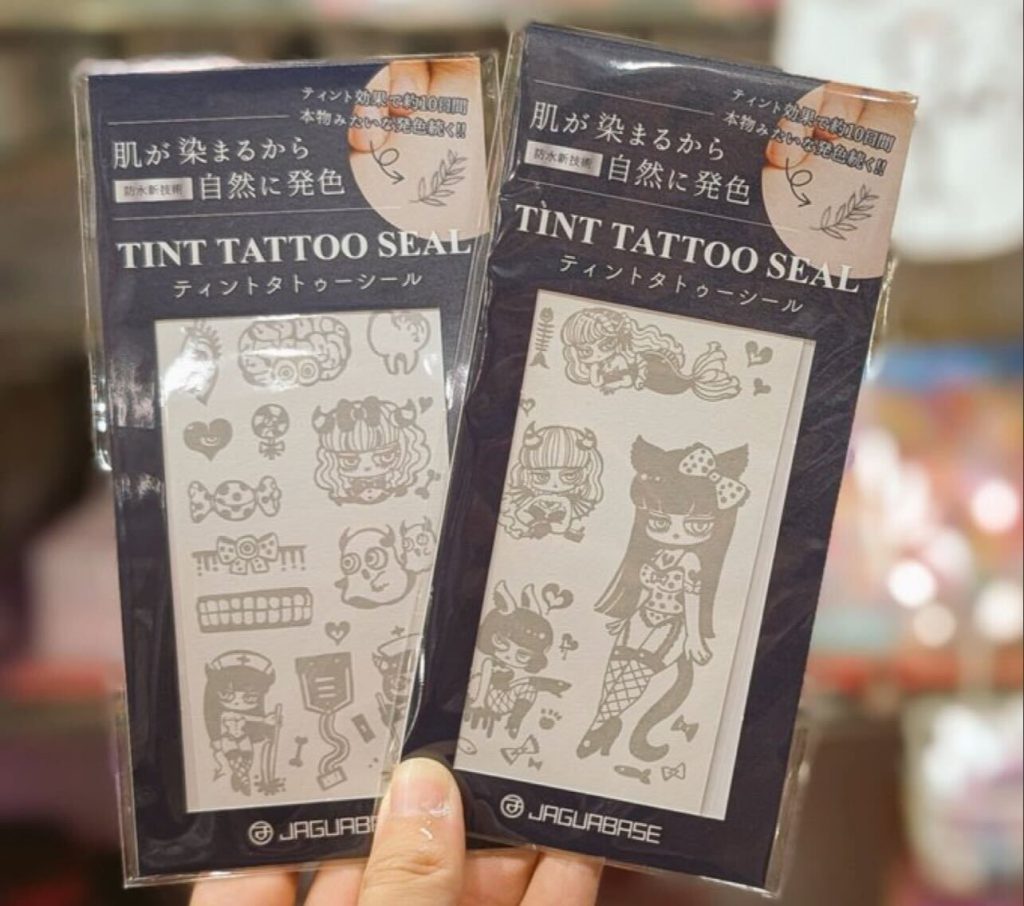 ティント効果で約10日間
本物みたいな発色続く!!
肌が染まるから
防水新技術
自然に発色
TINT TATTOO SEAL
ティントタトゥーシール
JAGUABASE
ティント効果で約10日間
本物みたいな発色続く!!
肌が染まるから
防水新技術
自然に発色
TINT TATTOO SEAL
ティントタトゥーシール
JAGUABASE